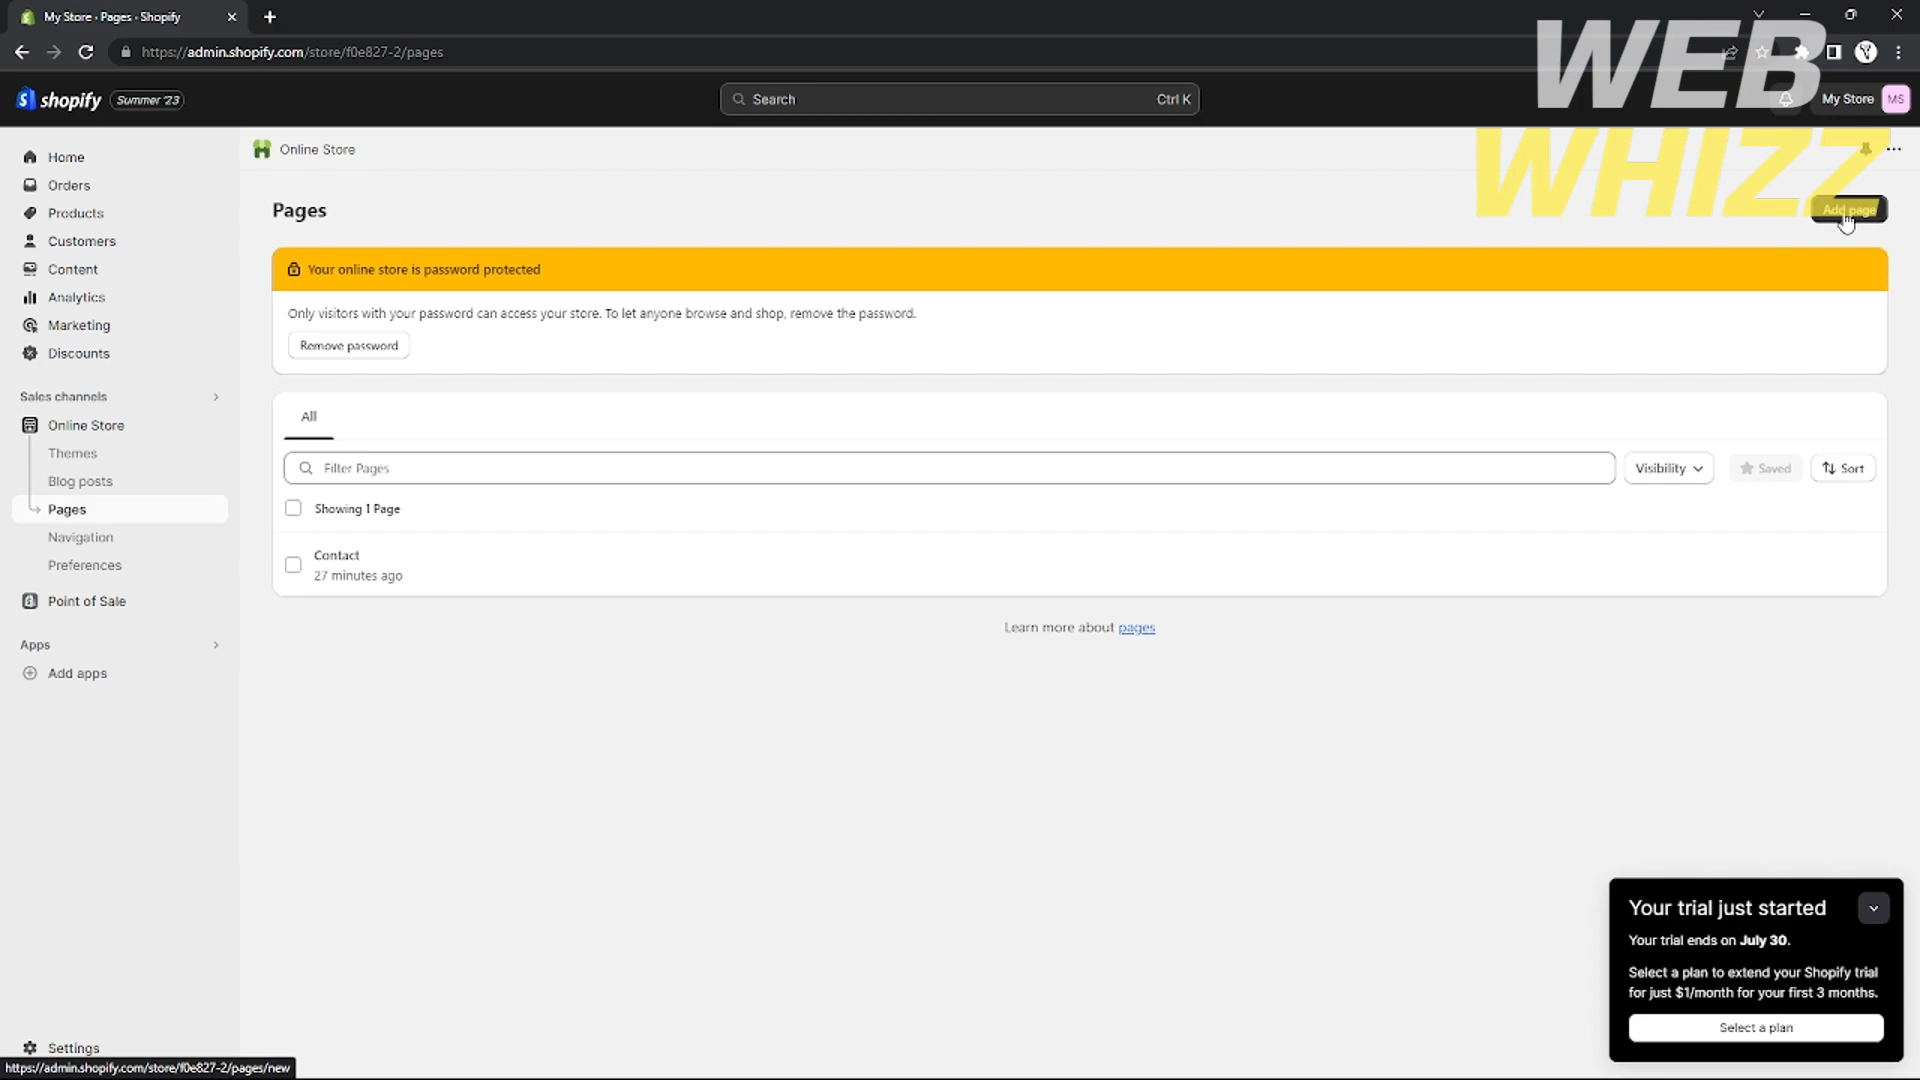 My Store · Pages · Shopify
https://admin.shopify.com/store/f0e827-2/pages
WEB
WHIZZ
shopify Summer '23
Search Ctrl K
My Store MS
Home
Orders
Products
Customers
Content
Analytics
Marketing
Discounts
Sales channels
Online Store
Themes
Blog posts
Pages
Navigation
Preferences
Point of Sale
Apps
Add apps
Settings
Online Store
Pages
Add page
Your online store is password protected
Only visitors with your password can access your store. To let anyone browse and shop, remove the password.
Remove password
All
Filter Pages Visibility Saved Sort
Showing 1 Page
Contact
27 minutes ago
Learn more about pages
Your trial just started
Your trial ends on July 30.
Select a plan to extend your Shopify trial
for just $1/month for your first 3 months.
Select a plan
https://admin.shopify.com/store/f0e827-2/pages/new